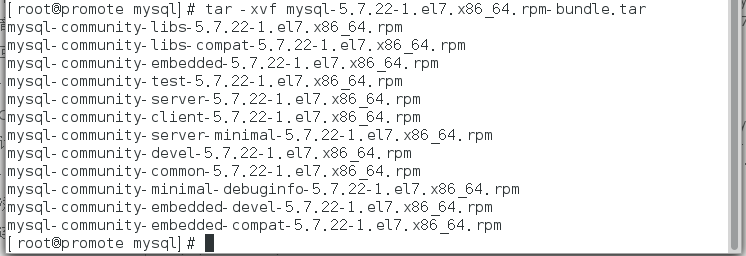 [root@promote mysql]# tar -xvf mysql-5.7.22-1.el7.x86_64.rpm-bundle.tar
mysql-community-libs-5.7.22-1.el7.x86_64.rpm
mysql-community-libs-compat-5.7.22-1.el7.x86_64.rpm
mysql-community-embedded-5.7.22-1.el7.x86_64.rpm
mysql-community-test-5.7.22-1.el7.x86_64.rpm
mysql-community-server-5.7.22-1.el7.x86_64.rpm
mysql-community-client-5.7.22-1.el7.x86_64.rpm
mysql-community-server-minimal-5.7.22-1.el7.x86_64.rpm
mysql-community-devel-5.7.22-1.el7.x86_64.rpm
mysql-community-common-5.7.22-1.el7.x86_64.rpm
mysql-community-minimal-debuginfo-5.7.22-1.el7.x86_64.rpm
mysql-community-embedded-devel-5.7.22-1.el7.x86_64.rpm
mysql-community-embedded-compat-5.7.22-1.el7.x86_64.rpm
[root@promote mysql]#